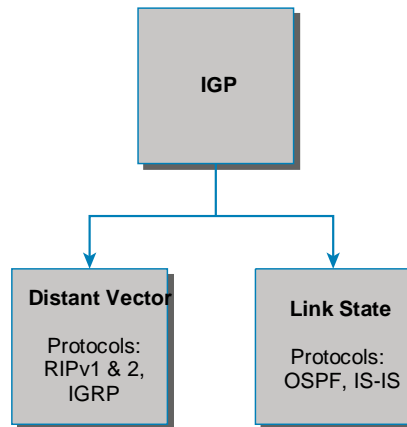 IGP
Distant Vector
Protocols:
RIPv1 & 2,
IGRP
Link State
Protocols:
OSPF, IS-IS